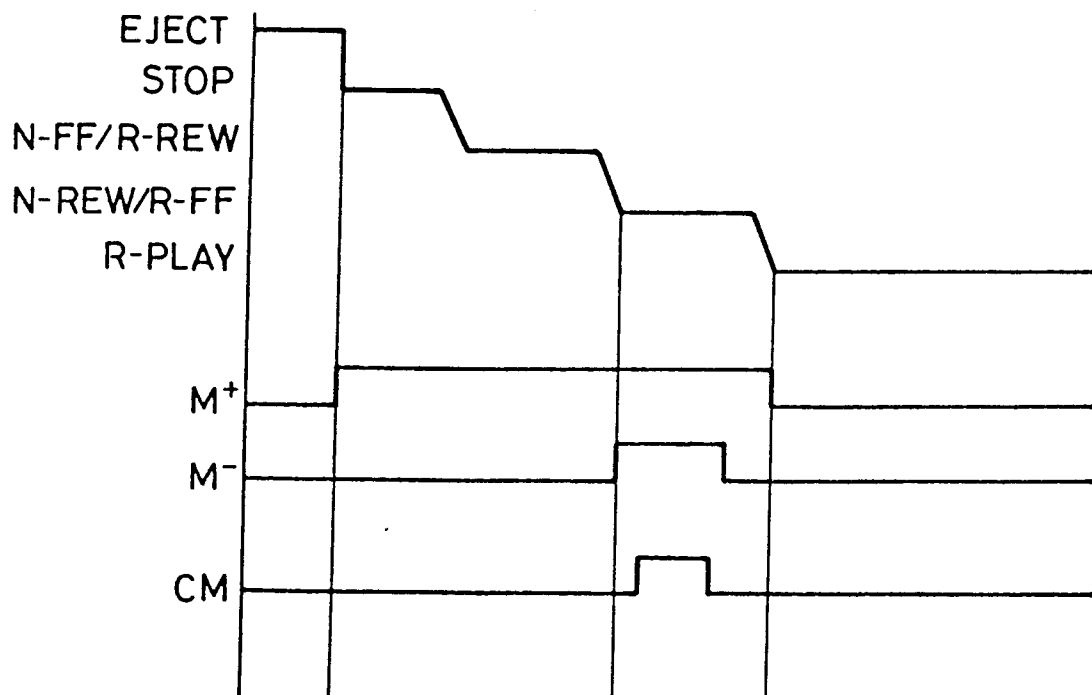 EJECT
STOP
N-FF/R-REW
N-REW/R-FF
R-PLAY
M+
M−
CM